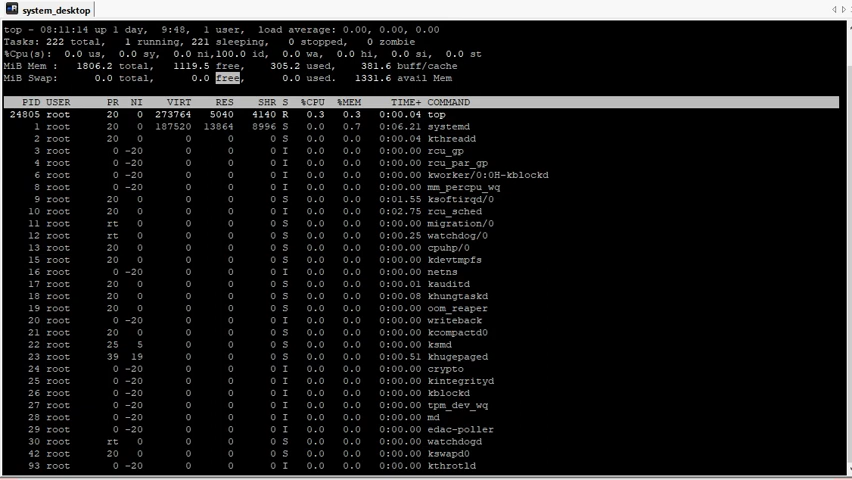 system_desktop
top - 08:11:14 up 1 day, 9:48, 1 user, load average: 0.00, 0.00, 0.00
Tasks: 222 total, 1 running, 221 sleeping, 0 stopped, 0 zombie
%Cpu(s): 0.0 us, 0.0 sy, 0.0 ni,100.0 id, 0.0 wa, 0.0 hi, 0.0 si, 0.0 st
MiB Mem : 1806.2 total, 1119.5 free, 305.2 used, 381.6 buff/cache
MiB Swap: 0.0 total, 0.0 free, 0.0 used. 1331.6 avail Mem
PID USER PR NI VIRT RES SHR S %CPU %MEM TIME+ COMMAND
24805 root 20 0 273764 5040 4140 R 0.3 0.3 0:00.04 top
1 root 20 0 187520 13864 8996 S 0.0 0.7 0:06.21 systemd
2 root 20 0 0 0 0 S 0.0 0.0 0:00.04 kthreadd
3 root 0 -20 0 0 0 I 0.0 0.0 0:00.00 rcu_gp
4 root 0 -20 0 0 0 I 0.0 0.0 0:00.00 rcu_par_gp
6 root 0 -20 0 0 0 I 0.0 0.0 0:00.00 kworker/0:0H-kblockd
8 root 0 -20 0 0 0 I 0.0 0.0 0:00.00 mm_percpu_wq
9 root 20 0 0 0 0 S 0.0 0.0 0:01.55 ksoftirqd/0
10 root 20 0 0 0 0 I 0.0 0.0 0:02.75 rcu_sched
11 root rt 0 0 0 0 S 0.0 0.0 0:00.00 migration/0
12 root rt 0 0 0 0 S 0.0 0.0 0:00.25 watchdog/0
13 root 20 0 0 0 0 S 0.0 0.0 0:00.00 cpuhp/0
15 root 20 0 0 0 0 S 0.0 0.0 0:00.00 kdevtmpfs
16 root 0 -20 0 0 0 I 0.0 0.0 0:00.00 netns
17 root 20 0 0 0 0 S 0.0 0.0 0:00.01 kauditd
18 root 20 0 0 0 0 S 0.0 0.0 0:00.08 khungtaskd
19 root 20 0 0 0 0 S 0.0 0.0 0:00.00 oom_reaper
20 root 0 -20 0 0 0 I 0.0 0.0 0:00.00 writeback
21 root 20 0 0 0 0 S 0.0 0.0 0:00.00 kcompactd0
22 root 25 5 0 0 0 S 0.0 0.0 0:00.00 ksmd
23 root 39 19 0 0 0 S 0.0 0.0 0:00.51 khugepaged
24 root 0 -20 0 0 0 I 0.0 0.0 0:00.00 crypto
25 root 0 -20 0 0 0 I 0.0 0.0 0:00.00 kintegrityd
26 root 0 -20 0 0 0 I 0.0 0.0 0:00.00 kblockd
27 root 0 -20 0 0 0 I 0.0 0.0 0:00.00 tpm_dev_wq
28 root 0 -20 0 0 0 I 0.0 0.0 0:00.00 md
29 root 0 -20 0 0 0 I 0.0 0.0 0:00.00 edac-poller
30 root rt 0 0 0 0 S 0.0 0.0 0:00.00 watchdogd
42 root 20 0 0 0 0 S 0.0 0.0 0:00.00 kswapd0
93 root 0 -20 0 0 0 I 0.0 0.0 0:00.00 kthrotld